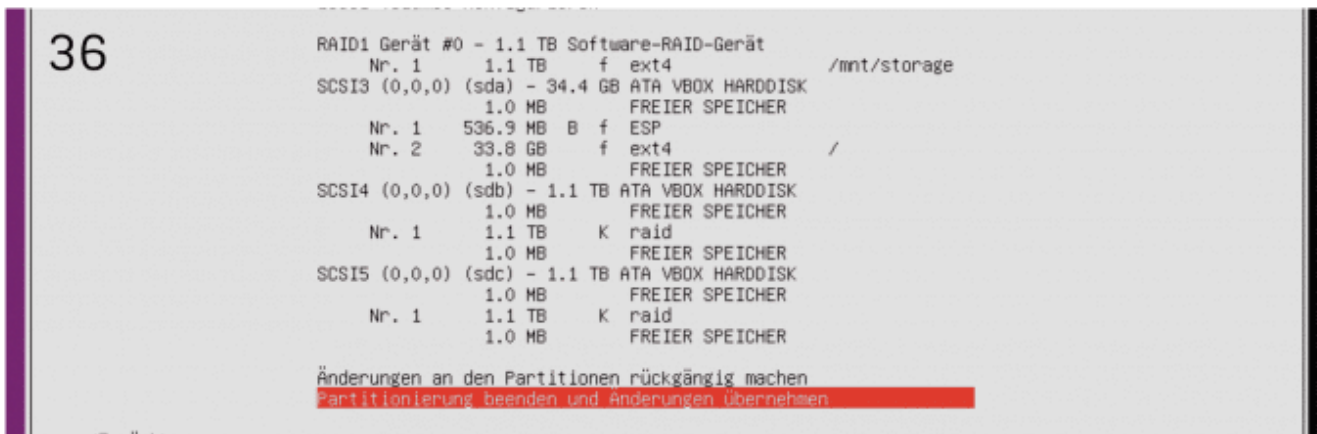 36
RAID1 Gerät #0 - 1.1 TB Software-RAID-Gerät
Nr. 1 1.1 TB f ext4 /mnt/storage
SCSI3 (0,0,0) (sda) - 34.4 GB ATA VBOX HARDDISK
1.0 MB FREIER SPEICHER
Nr. 1 536.9 MB B f ESP
Nr. 2 33.8 GB f ext4 /
1.0 MB FREIER SPEICHER
SCSI4 (0,0,0) (sdb) - 1.1 TB ATA VBOX HARDDISK
1.0 MB FREIER SPEICHER
Nr. 1 1.1 TB K raid
1.0 MB FREIER SPEICHER
SCSI5 (0,0,0) (sdc) - 1.1 TB ATA VBOX HARDDISK
1.0 MB FREIER SPEICHER
Nr. 1 1.1 TB K raid
1.0 MB FREIER SPEICHER
Änderungen an den Partitionen rückgängig machen
Partitionierung beenden und Änderungen übernehmen